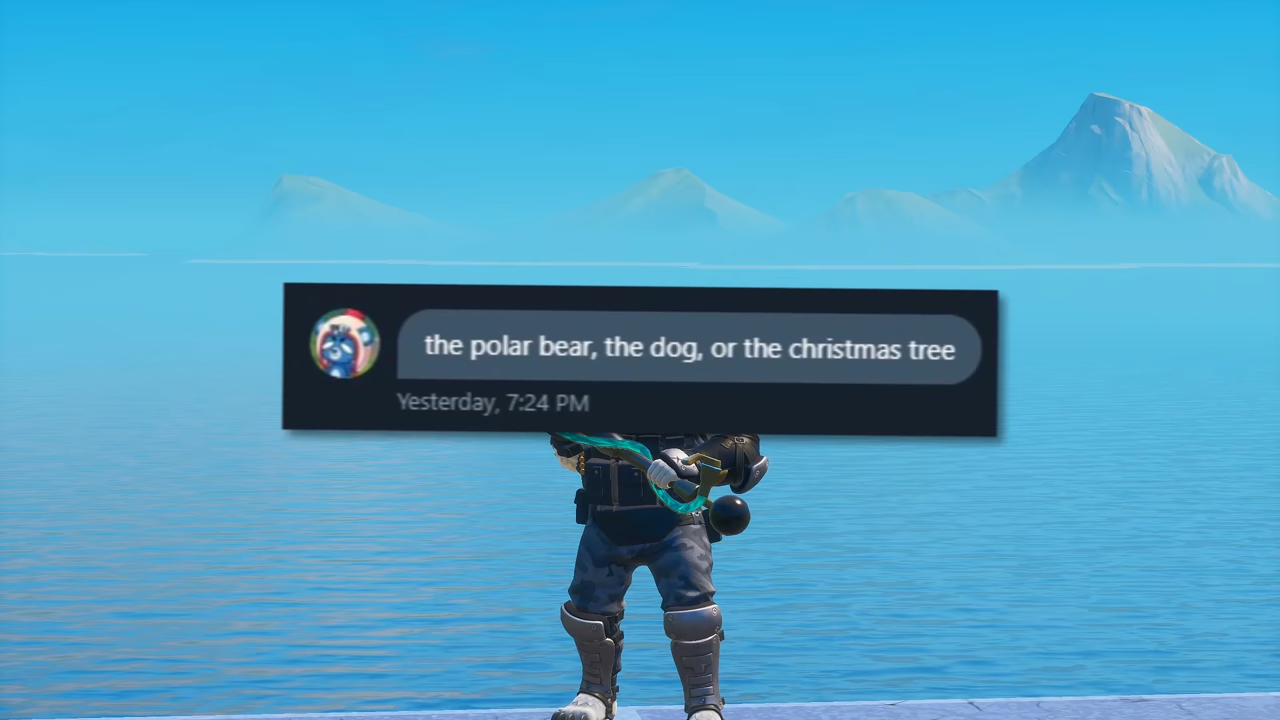 the polar bear, the dog, or the christmas tree
Yesterday, 7:24 PM